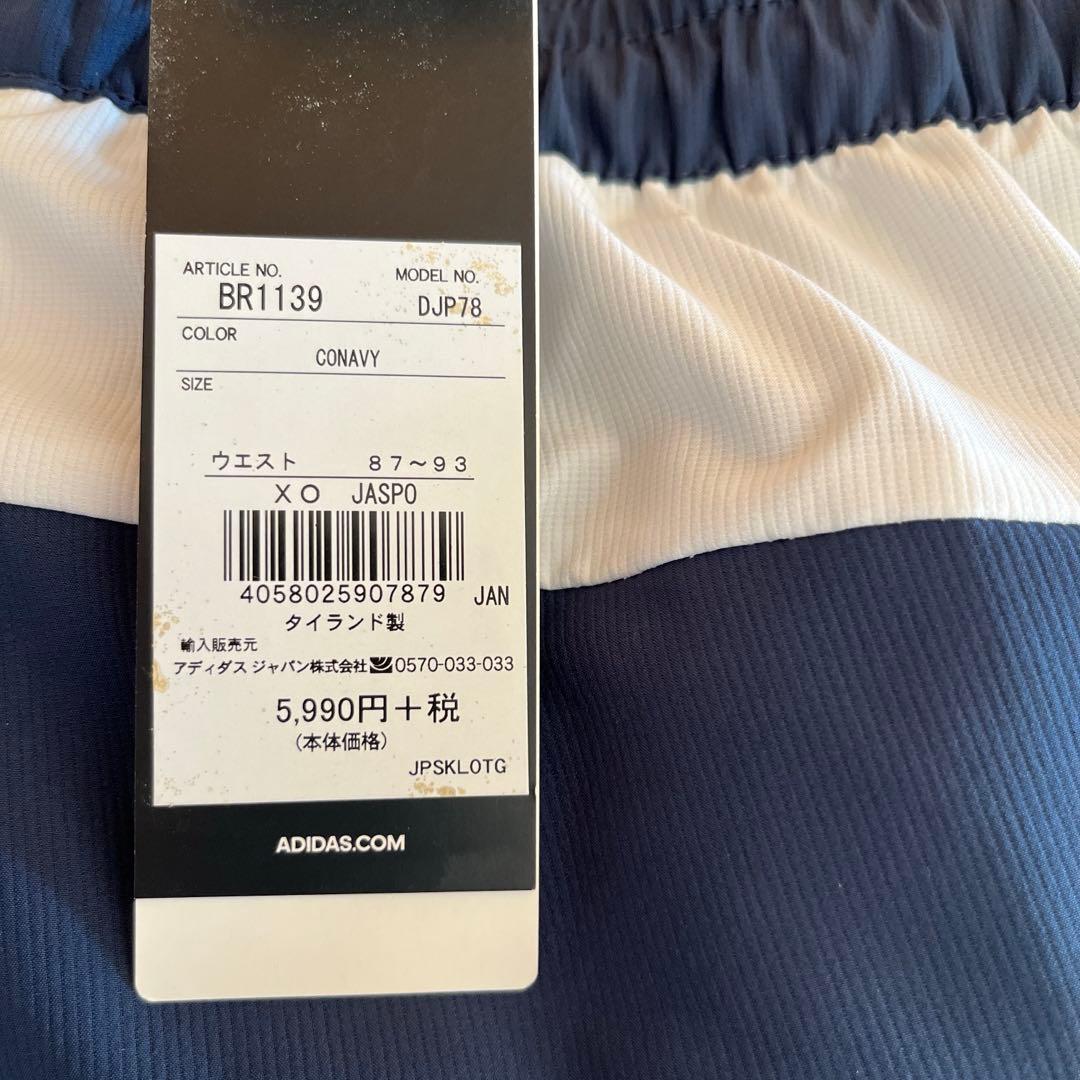 ARTICLE NO. MODEL NO.
BR1139 DJP78
COLOR
CONAVY
SIZE
ウエスト 87～93
XO JASPO
4058025907879 JAN
タイランド製
輸入販売元
アディダス ジャパン株式会社 0570-033-033
5,990円＋税
(本体価格)
JPSKLOTG
ADIDAS.COM